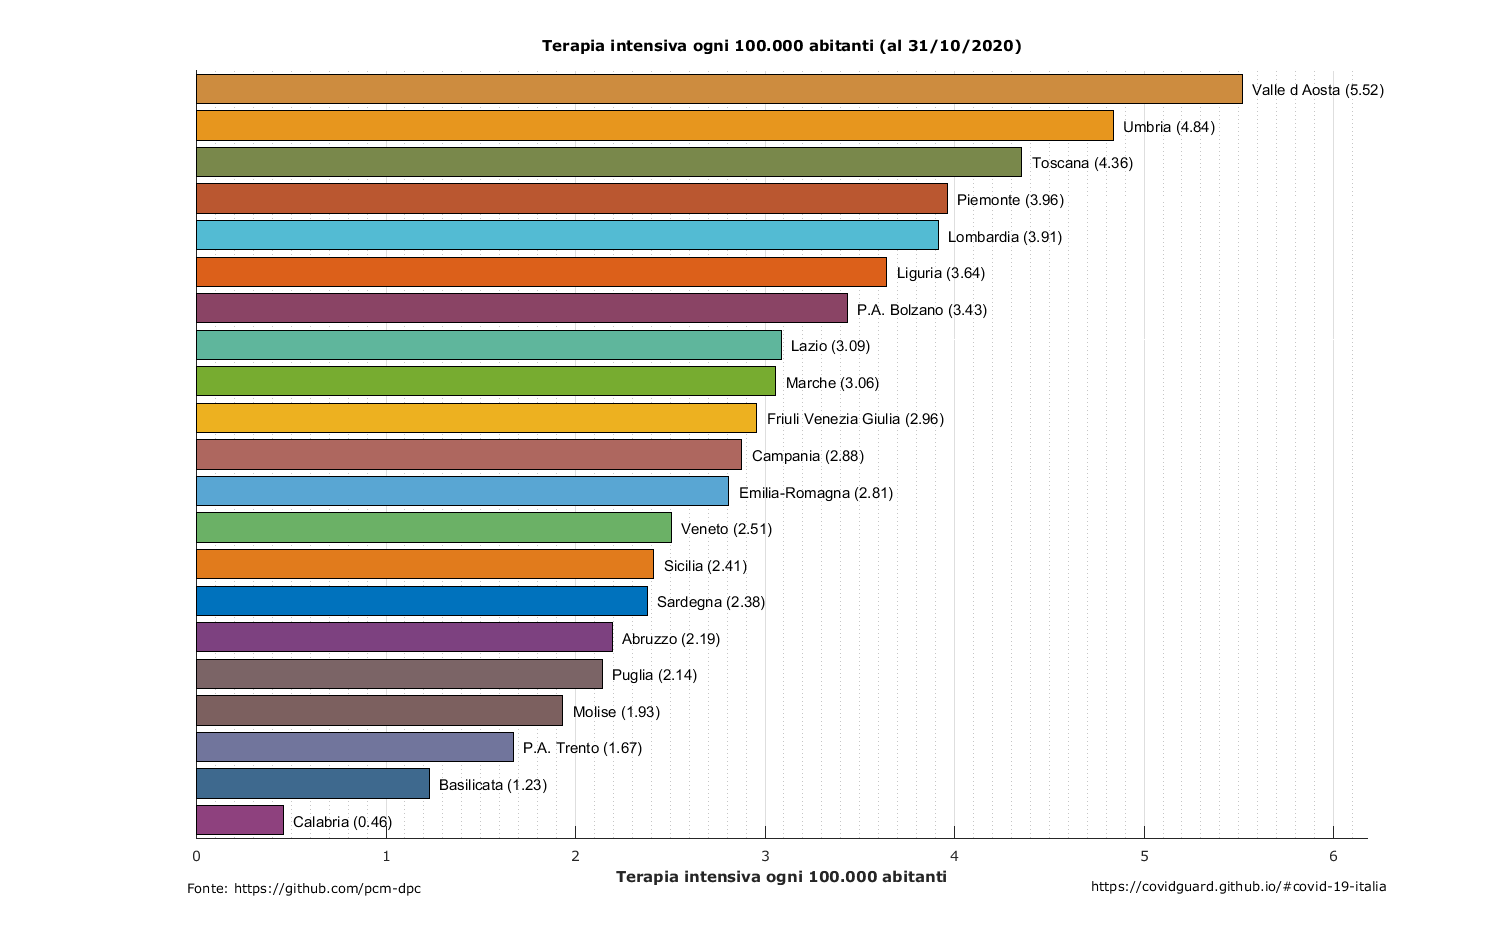 Terapia intensiva ogni 100.000 abitanti (al 31/10/2020)
Valle d Aosta (5.52)
Umbria (4.84)
Toscana (4.36)
Piemonte (3.96)
Lombardia (3.91)
Liguria (3.64)
P.A. Bolzano (3.43)
Lazio (3.09)
Marche (3.06)
Friuli Venezia Giulia (2.96)
Campania (2.88)
Emilia-Romagna (2.81)
Veneto (2.51)
Sicilia (2.41)
Sardegna (2.38)
Abruzzo (2.19)
Puglia (2.14)
Molise (1.93)
P.A. Trento (1.67)
Basilicata (1.23)
Calabria (0.46)
0 1 2 3 4 5 6
Terapia intensiva ogni 100.000 abitanti
Fonte: https://github.com/pcm-dpc
https://covidguard.github.io/#covid-19-italia